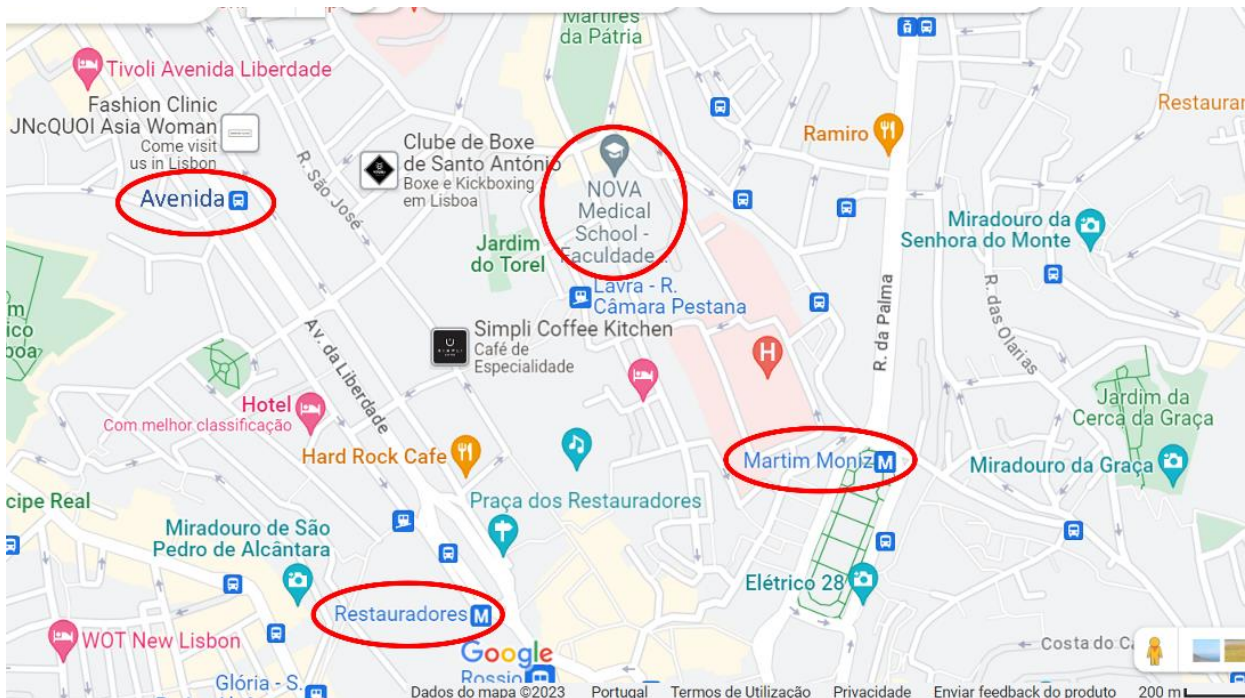 Martires
da Pátria
Tivoli Avenida Liberdade
Fashion Clinic
JNcQUOI Asia Woman
Come visit
us in Lisbon
Avenida
R. São José
Clube de Boxe
de Santo António
Boxe e Kickboxing
em Lisboa
NOVA
Medical
School -
Faculdade...
Ramiro
Restaurar
Miradouro da
Senhora do Monte
Jardim
do Torel
Lavra - R.
Câmara Pestana
R. da Palma
R. das Olarias
Av. da Liberdade
Simpli Coffee Kitchen
Café de
Especialidade
H
Hotel
Com melhor classificação
Hard Rock Cafe
Jardim da
Cerca da Graça
Martim Moniz M
Miradouro da Graça
cipe Real
Praça dos Restauradores
Miradouro de São
Pedro de Alcântara
Elétrico 28
Restauradores M
WOT New Lisbon
Google
Rossio
Glória - S.
Costa do C
Dados do mapa ©2023 Portugal Termos de Utilização Privacidade Enviar feedback do produto 200 m